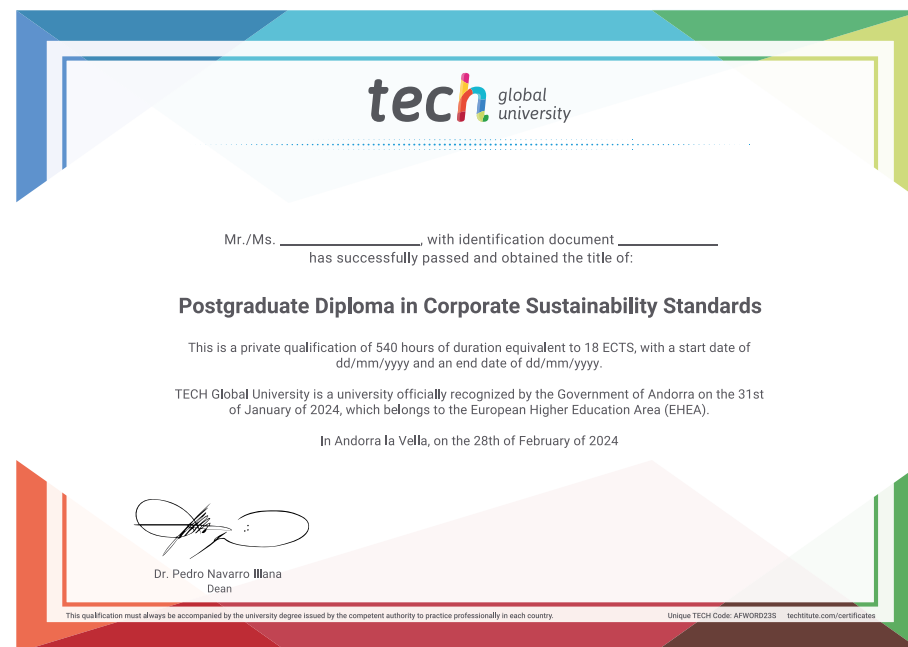 tech global university
Mr./Ms. ____________, with identification document ____________
has successfully passed and obtained the title of:
Postgraduate Diploma in Corporate Sustainability Standards
This is a private qualification of 540 hours of duration equivalent to 18 ECTS, with a start date of
dd/mm/yyyy and an end date of dd/mm/yyyy.
TECH Global University is a university officially recognized by the Government of Andorra on the 31st
of January of 2024, which belongs to the European Higher Education Area (EHEA).
In Andorra la Vella, on the 28th of February of 2024
Dr. Pedro Navarro Illana
Dean
This qualification must always be accompanied by the university degree issued by the competent authority to practice professionally in each country.
Unique TECH Code: AFWORD23S techtitute.com/certificates